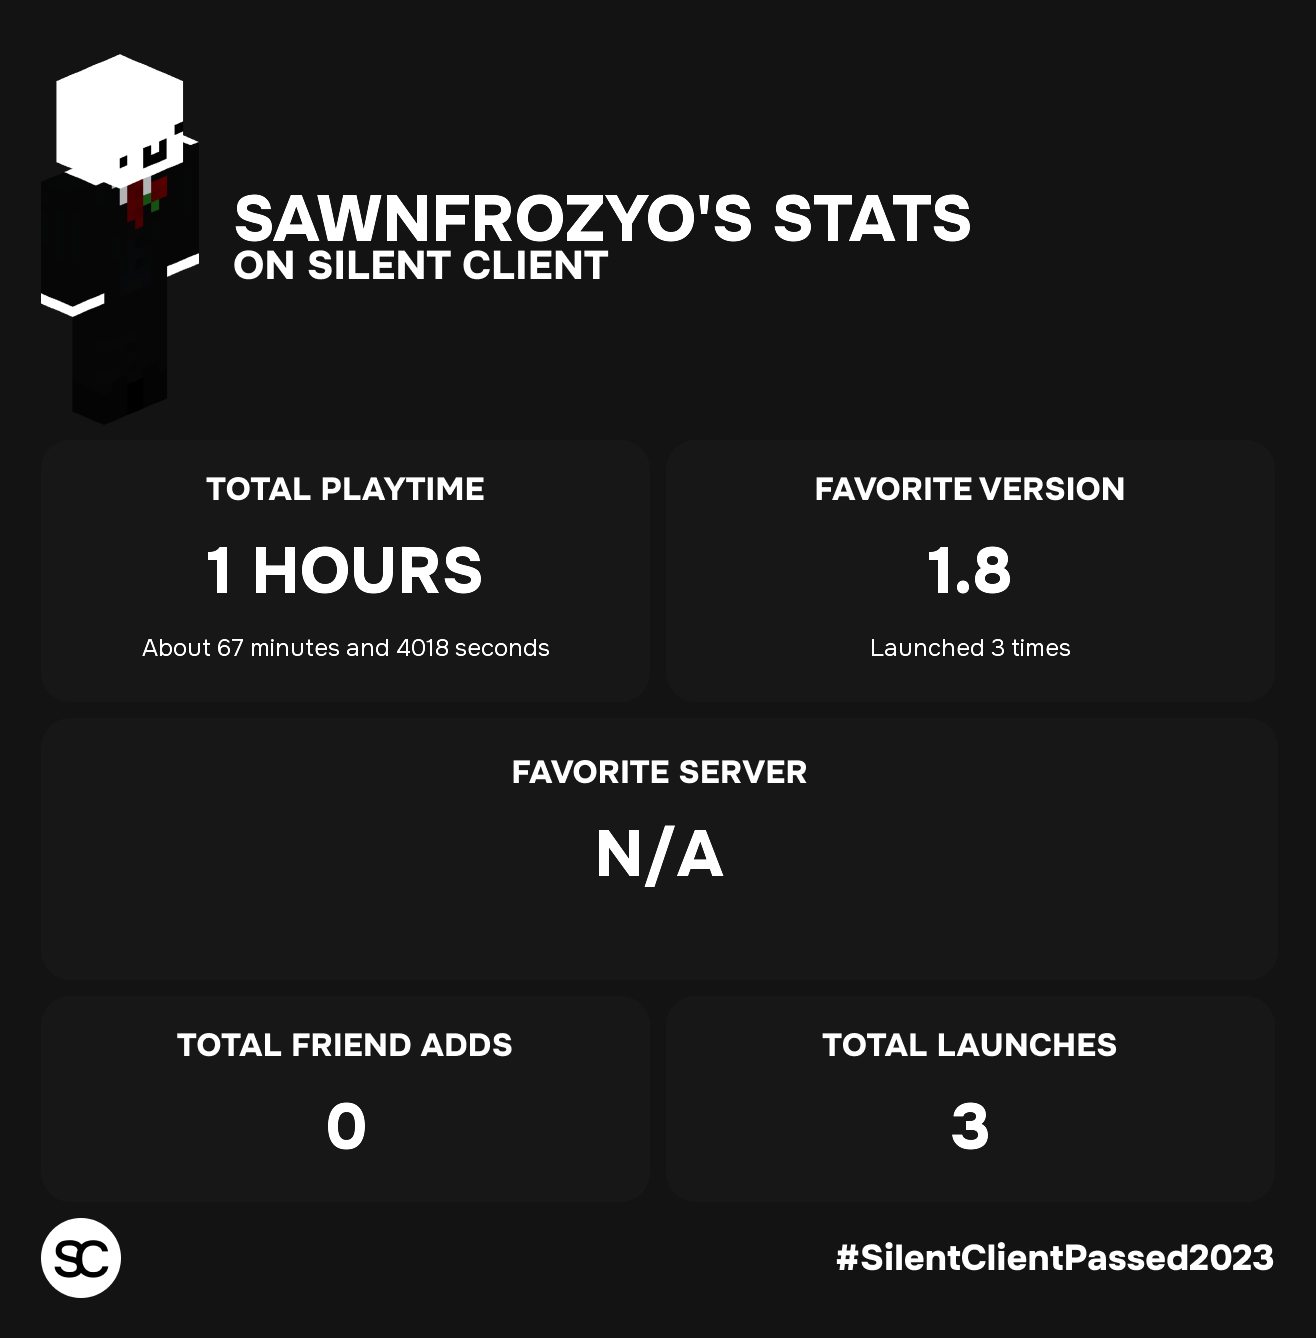 SAWNFROZYO'S STATS
ON SILENT CLIENT
TOTAL PLAYTIME
1 HOURS
About 67 minutes and 4018 seconds
FAVORITE VERSION
1.8
Launched 3 times
FAVORITE SERVER
N/A
TOTAL FRIEND ADDS
0
TOTAL LAUNCHES
3
SC
#SilentClientPassed2023